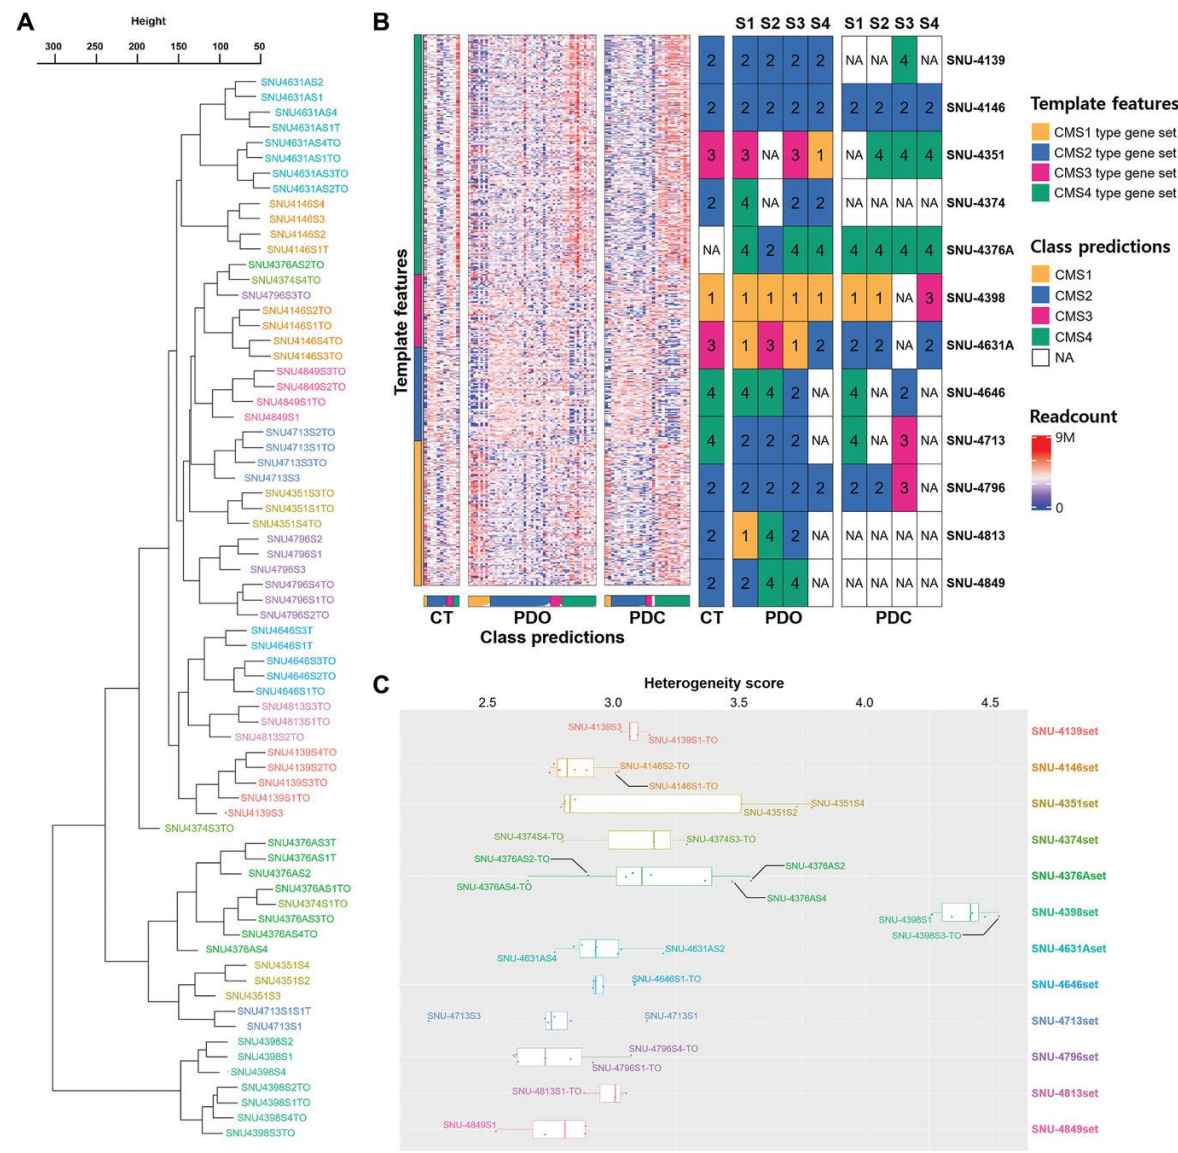 A
Height
300 250 200 150 100 50
SNU4631AS2
SNU4631AS1
SNU4631AS4
SNU4631AS1T
SNU4631AS4TO
SNU4631AS1TO
SNU4631AS3TO
SNU4631AS2TO
SNU4146S4
SNU4146S3
SNU4146S2
SNU4146S1T
SNU4376AS2TO
SNU4374S4TO
SNU4796S3TO
SNU4146S2TO
SNU4146S1TO
SNU4146S4TO
SNU4146S3TO
SNU4849S3TO
SNU4849S2TO
SNU4849S1TO
SNU4849S1
SNU4713S2TO
SNU4713S1TO
SNU4713S3TO
SNU4713S3
SNU4351S3TO
SNU4351S1TO
SNU4351S4TO
SNU4796S2
SNU4796S1
SNU4796S3
SNU4796S4TO
SNU4796S1TO
SNU4796S2TO
SNU4646S3T
SNU4646S1T
SNU4646S3TO
SNU4646S2TO
SNU4646S1TO
SNU4813S3TO
SNU4813S1TO
SNU4813S2TO
SNU4139S4TO
SNU4139S2TO
SNU4139S3TO
SNU4139S1TO
SNU4139S3
SNU4374S3TO
SNU4376AS3T
SNU4376AS1T
SNU4376AS2
SNU4376AS1TO
SNU4374S1TO
SNU4376AS3TO
SNU4376AS4TO
SNU4376AS4
SNU4351S4
SNU4351S2
SNU4351S3
SNU4713S1S1T
SNU4713S1
SNU4398S2
SNU4398S1
SNU4398S4
SNU4398S2TO
SNU4398S1TO
SNU4398S4TO
SNU4398S3TO
B
S1 S2 S3 S4 S1 S2 S3 S4
2 2 2 2 2 NA NA 4 NA SNU-4139
2 2 2 2 2 2 2 2 2 SNU-4146
3 3 NA 3 1 NA 4 4 4 SNU-4351
2 4 NA 2 2 NA NA NA NA SNU-4374
NA 4 2 4 4 4 4 4 4 SNU-4376A
1 1 1 1 1 1 1 NA 3 SNU-4398
3 1 3 1 2 2 2 NA 2 SNU-4631A
4 4 4 2 NA 4 NA 2 NA SNU-4646
4 2 2 2 NA 4 NA 3 NA SNU-4713
2 2 2 2 2 2 2 3 NA SNU-4796
2 1 4 2 NA NA NA NA NA SNU-4813
2 2 4 4 NA NA NA NA NA SNU-4849
Template features
CT PDO PDC CT PDO PDC
Class predictions
Template features
CMS1 type gene set
CMS2 type gene set
CMS3 type gene set
CMS4 type gene set
Class predictions
CMS1
CMS2
CMS3
CMS4
NA
Readcount
9M
0
C
Heterogeneity score
2.5 3.0 3.5 4.0 4.5
SNU-4139S3 SNU-4139set
SNU-4139S1-TO
SNU-4146S2-TO SNU-4146set
SNU-4146S1-TO
SNU-4351S4 SNU-4351set
SNU-4351S2
SNU-4374S4-TO SNU-4374S3-TO SNU-4374set
SNU-4376AS2-TO SNU-4376AS2
SNU-4376Aset
SNU-4376AS4-TO SNU-4376AS4
SNU-4398S1 SNU-4398set
SNU-4398S3-TO
SNU-4631AS2 SNU-4631Aset
SNU-4631AS4
SNU-4646S1-TO SNU-4646set
SNU-4713S3 SNU-4713S1 SNU-4713set
SNU-4796S4-TO SNU-4796set
SNU-4796S1-TO
SNU-4813S1-TO SNU-4813set
SNU-4849S1 SNU-4849set